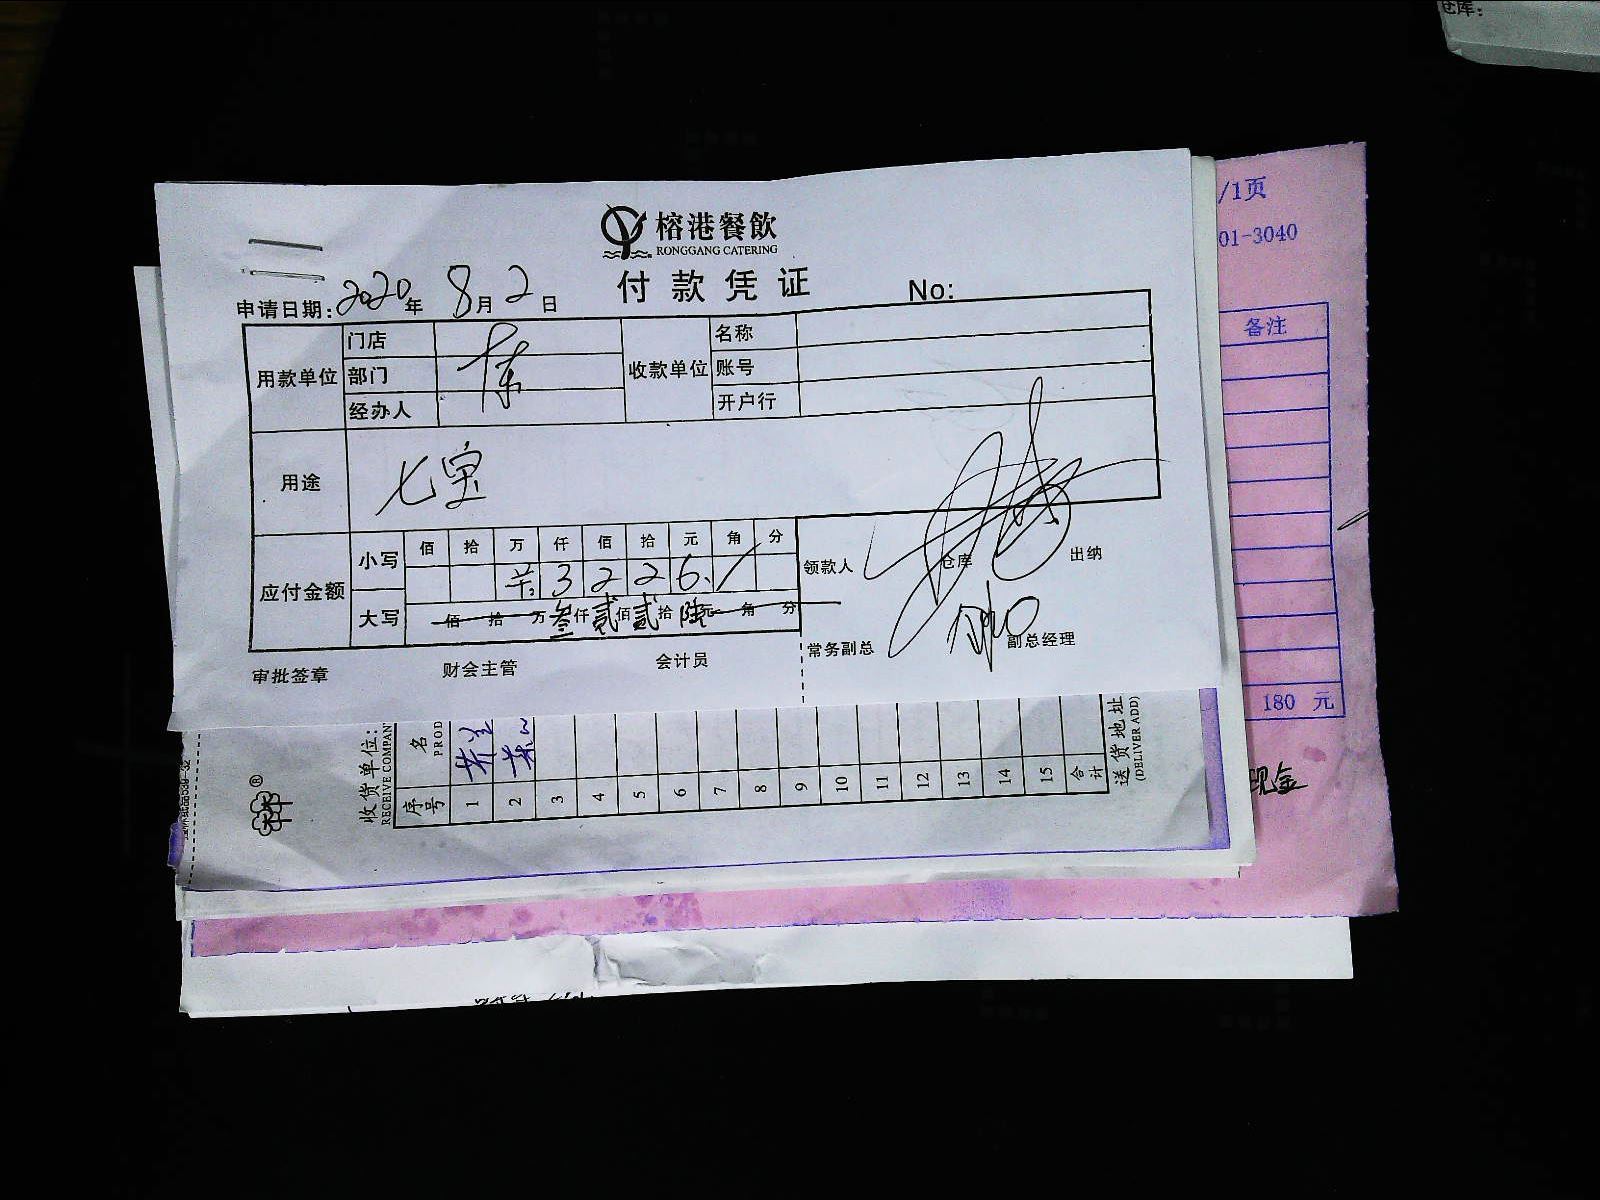 仓库:
榕港餐飲
RONGGANG CATERING
付款凭证
No:
申请日期: 2020年 8月 2日
用款单位 门店 收款单位 名称
部门 账号
经办人 开户行
用途 七宝
应付金额 小写 佰 拾 万 仟 佰 拾 元 角 分
3 2 2 6.
大写 佰 拾 万 叁 仟 贰 佰 贰 拾 陆 元 角 分
领款人 仓库 出纳
常务副总 副总经理
审批签章 财会主管 会计员
/1页
01-3040
备注
180 元
现金
收货单位:
RECEIVE COMPAN
序号 名
PROD
1 2 3 4 5 6 7 8 9 10 11 12 13 14 15 合计
送货地址
(DELIVER ADD)